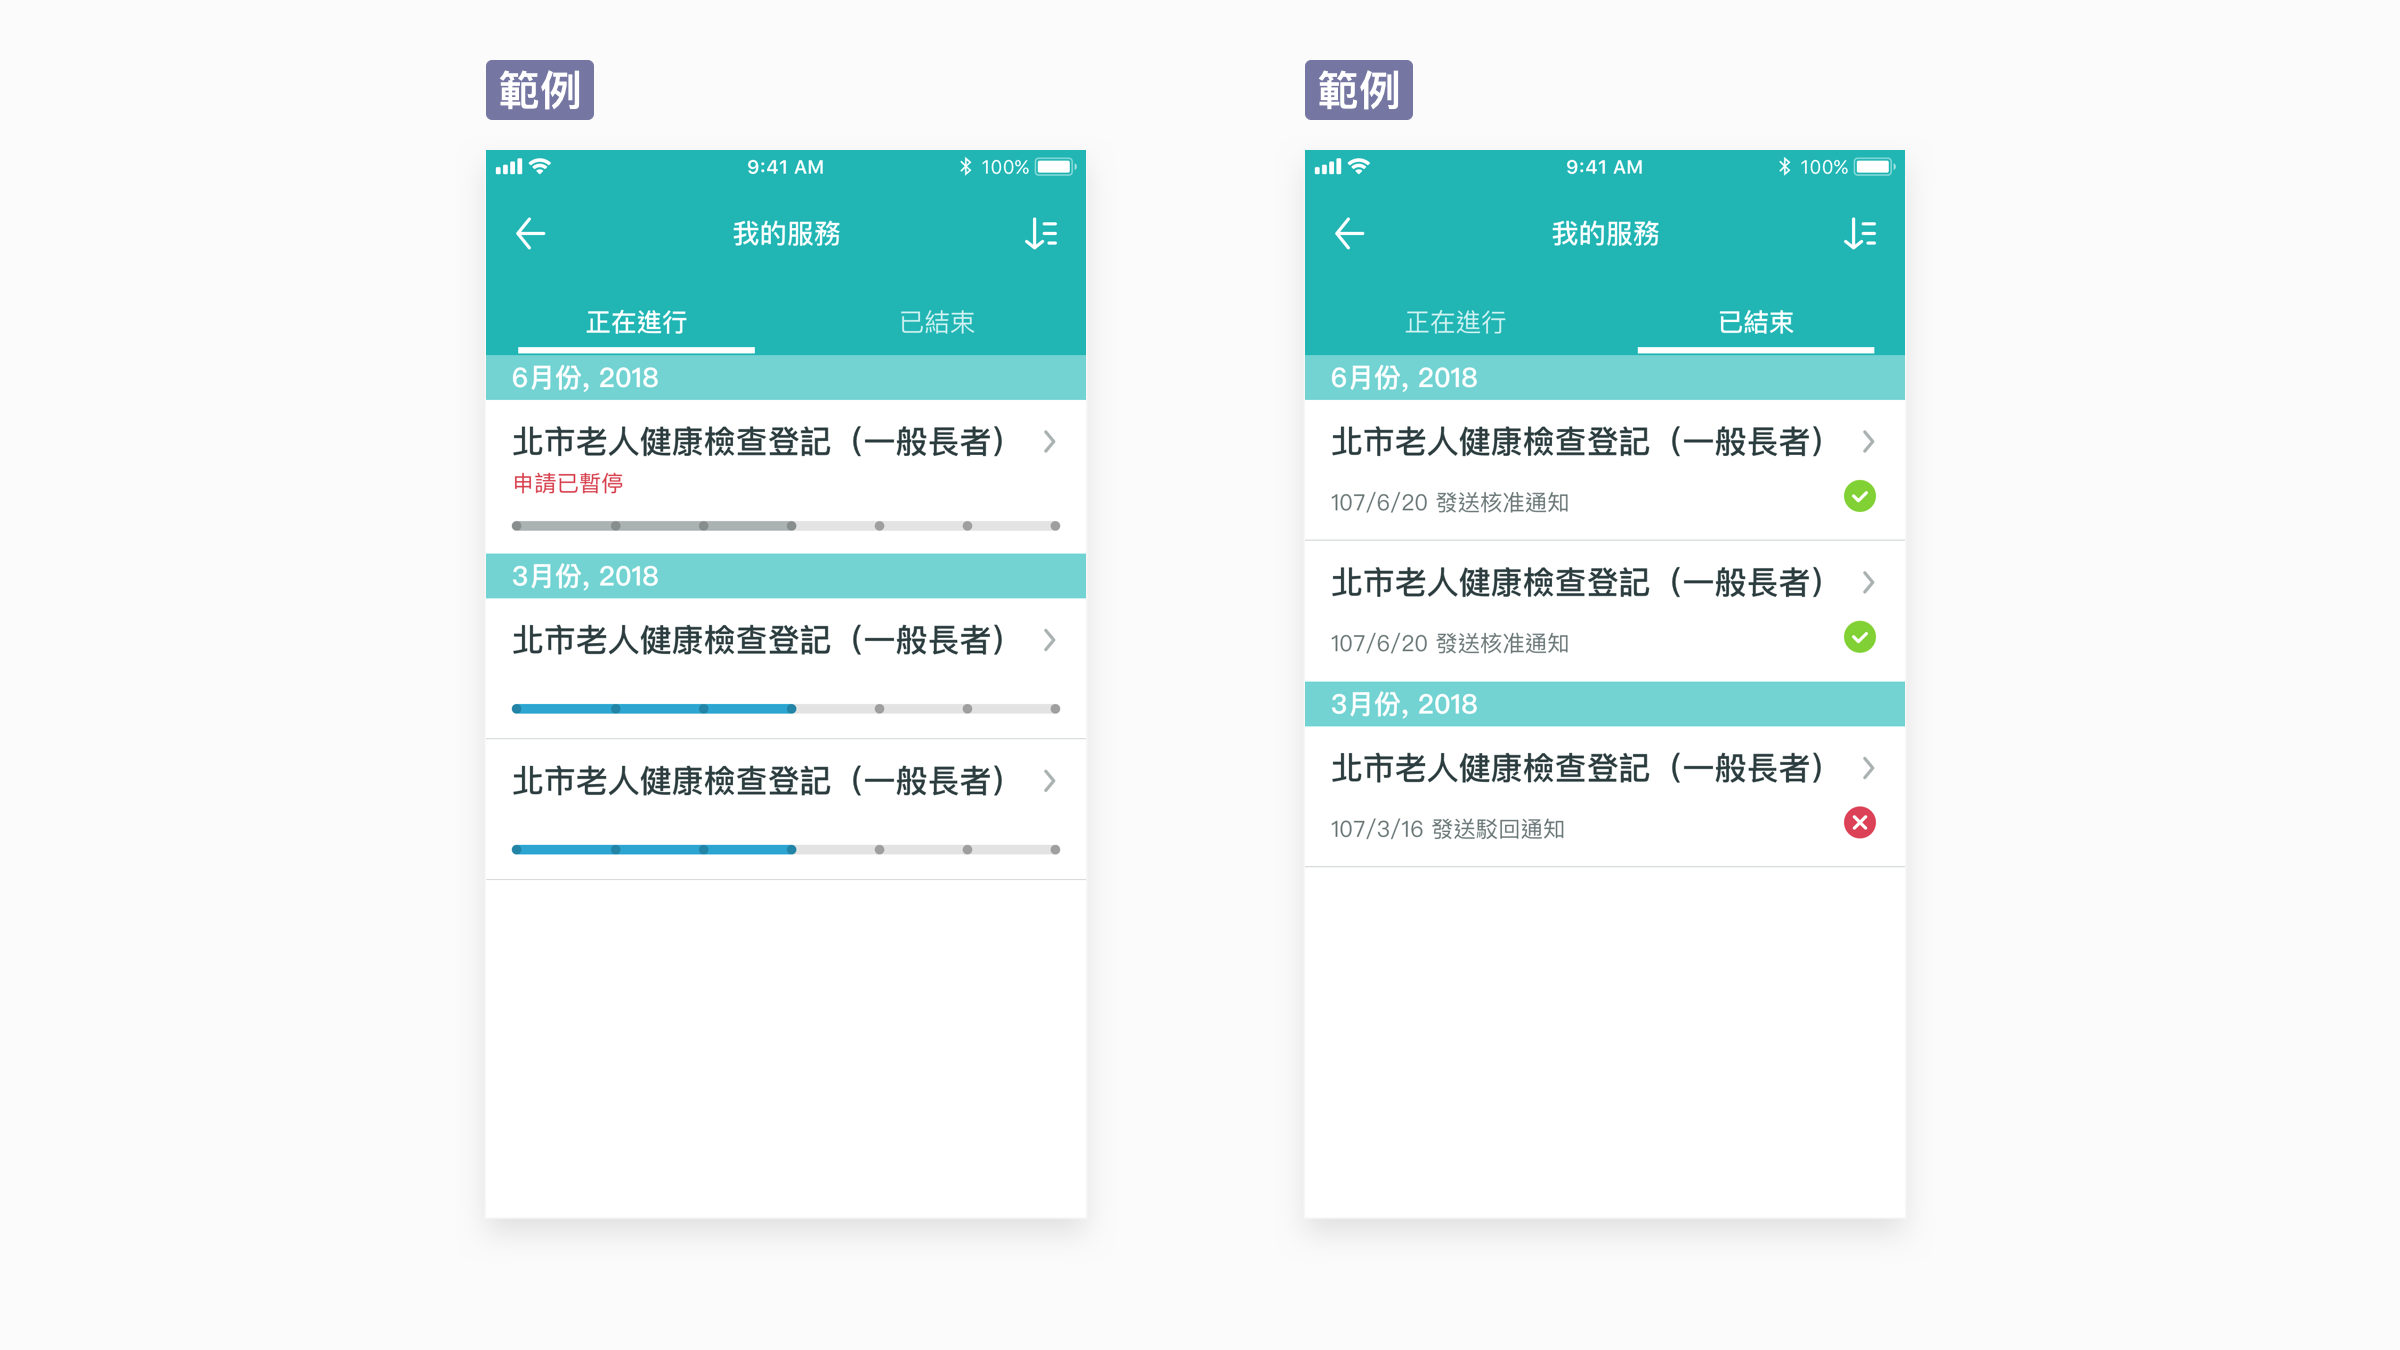 範例
9:41 AM 100%
我的服務
正在進行 已結束
6月份, 2018
北市老人健康檢查登記（一般長者）
申請已暫停
3月份, 2018
北市老人健康檢查登記（一般長者）
北市老人健康檢查登記（一般長者）
範例
9:41 AM 100%
我的服務
正在進行 已結束
6月份, 2018
北市老人健康檢查登記（一般長者）
107/6/20 發送核准通知
北市老人健康檢查登記（一般長者）
107/6/20 發送核准通知
3月份, 2018
北市老人健康檢查登記（一般長者）
107/3/16 發送駁回通知